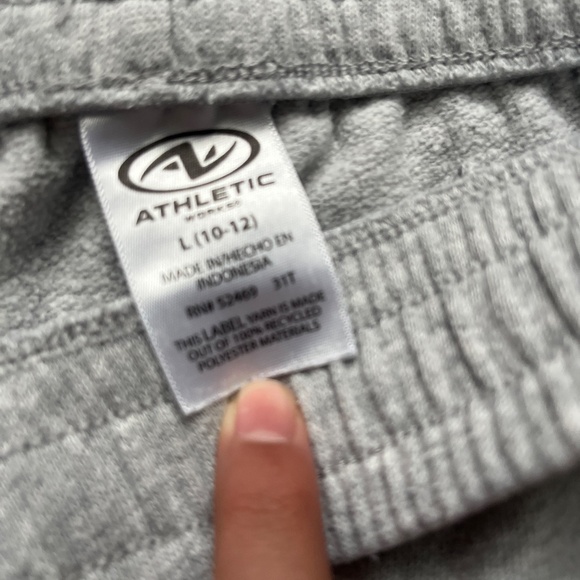 ATHLETIC
WORKS
L (10-12)
MADE IN/HECHO EN
INDONESIA
RN# 52469 31T
THIS LABEL YARN IS MADE
OUT OF 100% RECYCLED
POLYESTER MATERIALS